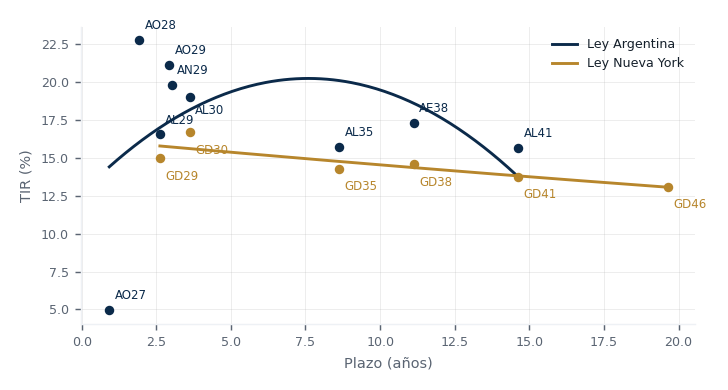 AO28
22.5
Ley Argentina
AO29
Ley Nueva York
AN29
20.0
AL30
AE38
17.5
AL29
AL35
AL41
GD30
15.0
GD29
GD35
GD38
GD41
GD46
12.5
10.0
7.5
AO27
5.0
TIR (%)
0.0 2.5 5.0 7.5 10.0 12.5 15.0 17.5 20.0
Plazo (años)